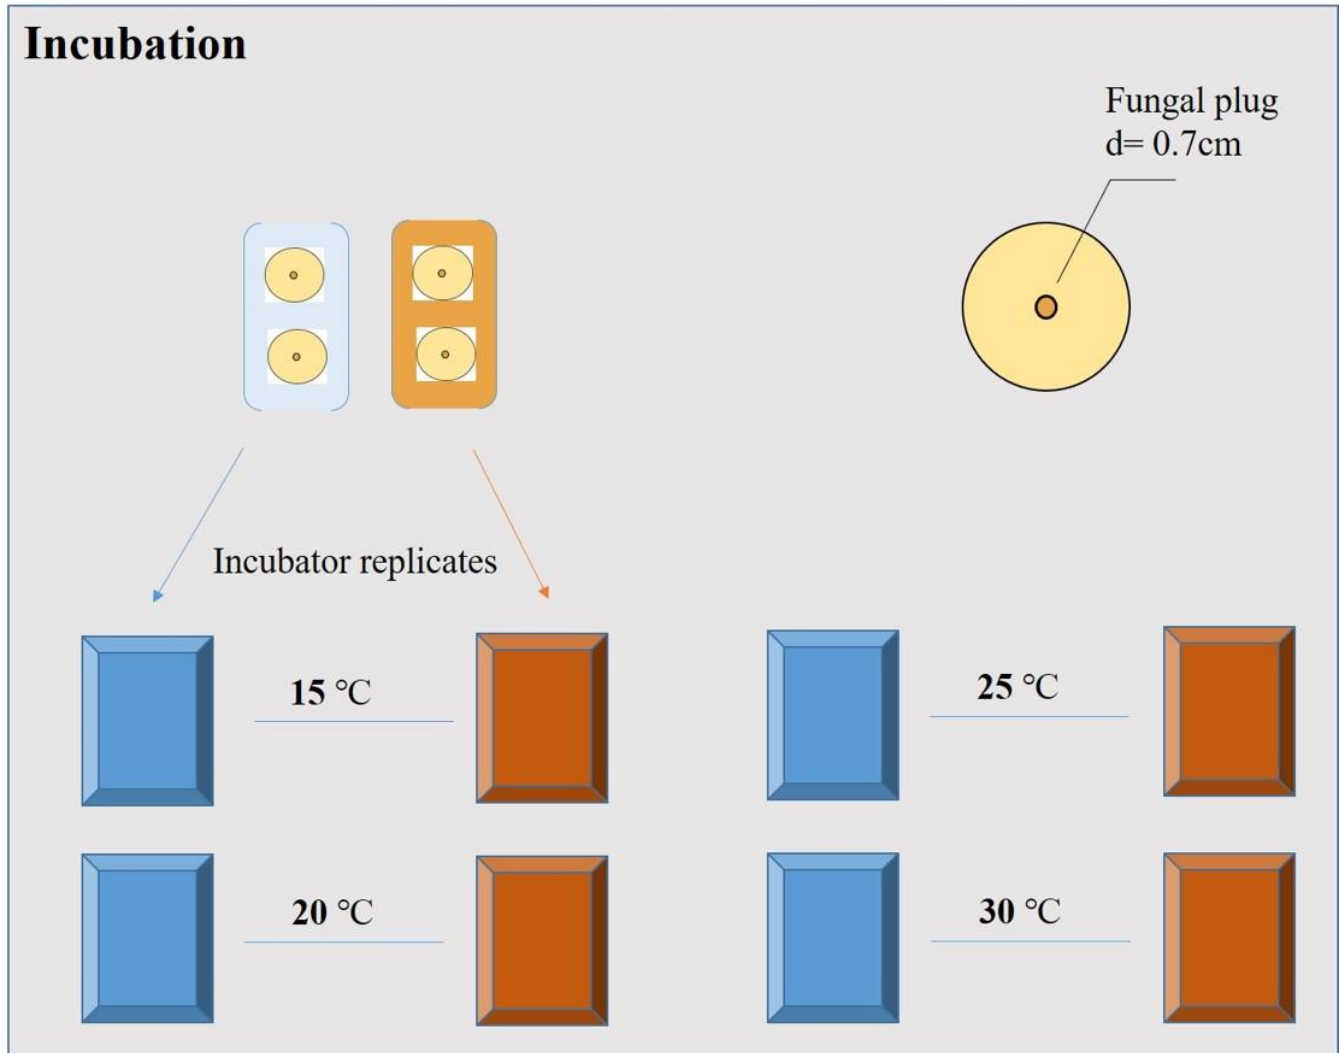 Incubation
Fungal plug
d= 0.7cm
Incubator replicates
15 ℃
25 ℃
20 ℃
30 ℃